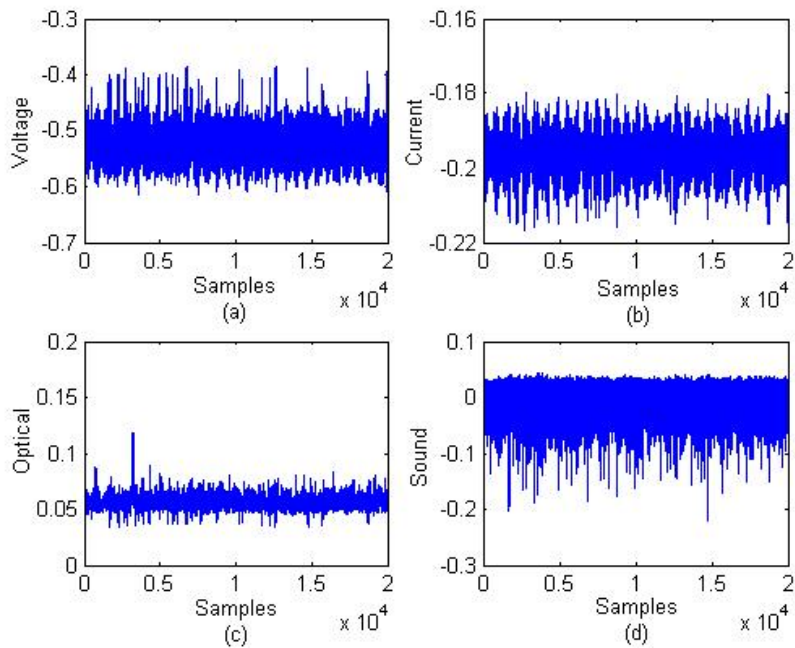 -0.3
-0.4
-0.5
-0.6
-0.7
Voltage
0 0.5 1 1.5 2
Samples
x 10^4
(a)
-0.16
-0.18
-0.2
-0.22
Current
0 0.5 1 1.5 2
Samples
x 10^4
(b)
0.2
0.15
0.1
0.05
0
Optical
0 0.5 1 1.5 2
Samples
x 10^4
(c)
0.1
0
-0.1
-0.2
-0.3
Sound
0 0.5 1 1.5 2
Samples
x 10^4
(d)